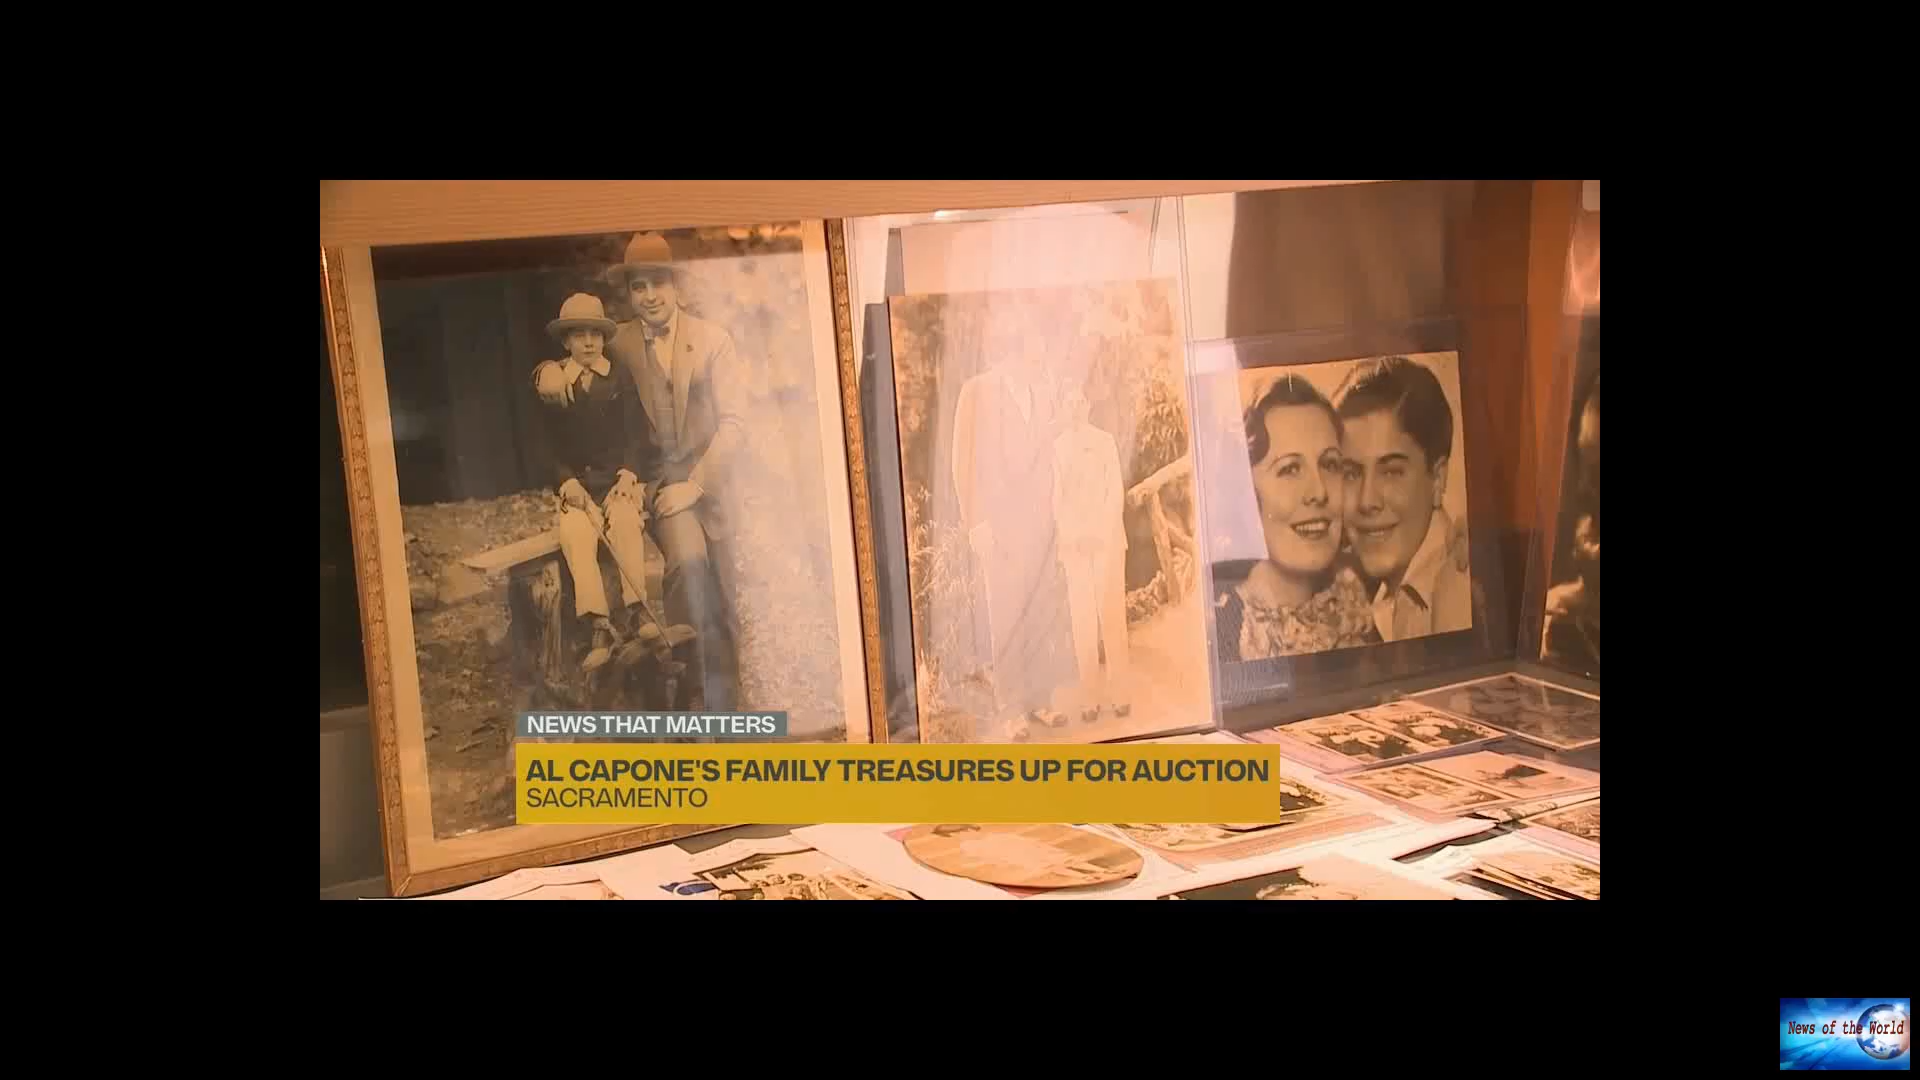 NEWS THAT MATTERS
AL CAPONE'S FAMILY TREASURES UP FOR AUCTION
SACRAMENTO
News of the World